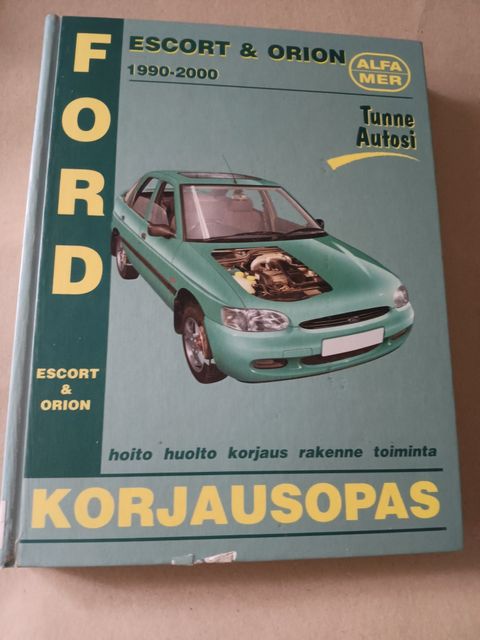 FORD
ESCORT
&
ORION
ESCORT & ORION
1990-2000
ALFA
MER
Tunne
Autosi
hoito huolto korjaus rakenne toiminta
KORJAUSOPAS